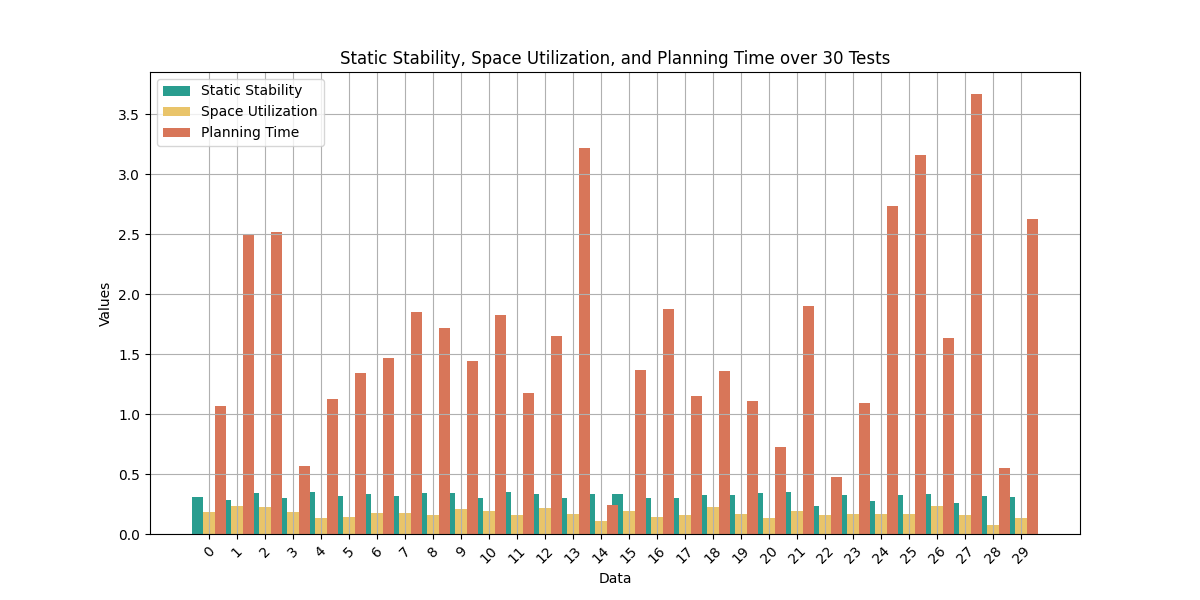 Static Stability, Space Utilization, and Planning Time over 30 Tests
Static Stability
Space Utilization
Planning Time
3.5
3.0
2.5
2.0
1.5
1.0
0.5
0.0
Values
0 1 2 3 4 5 6 7 8 9 10 11 12 13 14 15 16 17 18 19 20 21 22 23 24 25 26 27 28 29
Data